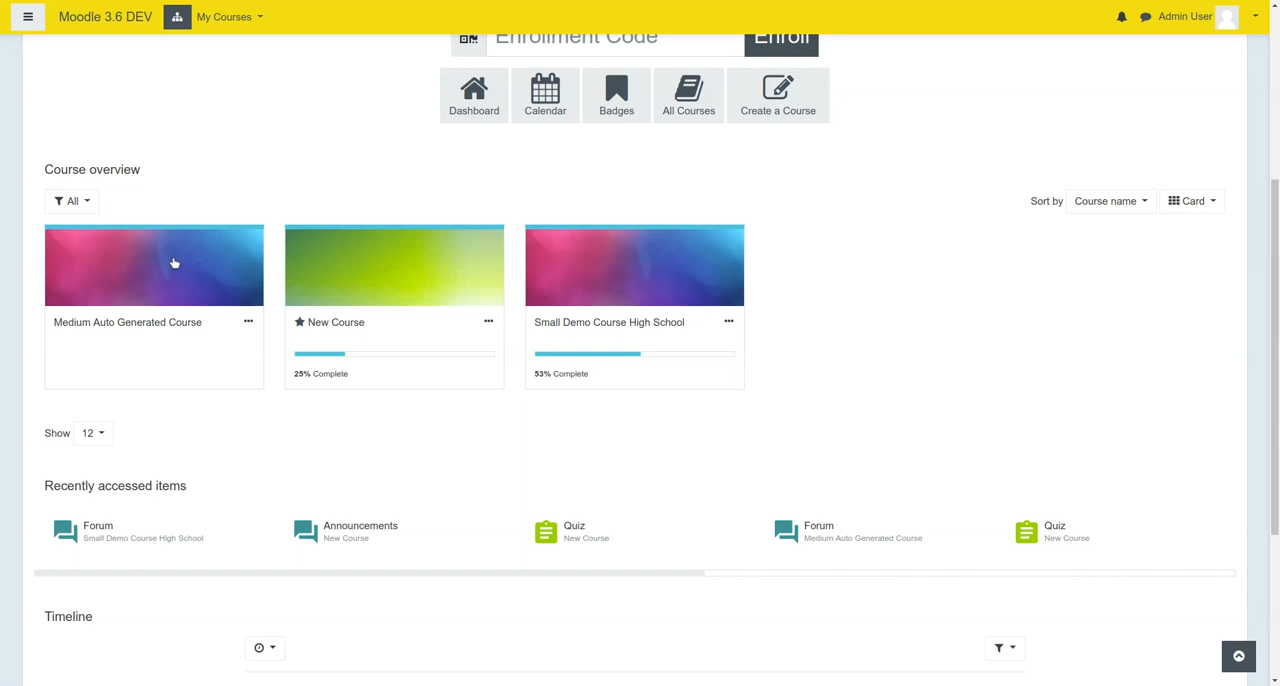 Moodle 3.6 DEV My Courses Admin User
Enrollment Code Enroll
Dashboard Calendar Badges All Courses Create a Course
Course overview
All Sort by Course name Card
Medium Auto Generated Course New Course Small Demo Course High School
25% Complete 53% Complete
Show 12
Recently accessed items
Forum Announcements Quiz Forum Quiz
Small Demo Course High School New Course New Course Medium Auto Generated Course New Course
Timeline